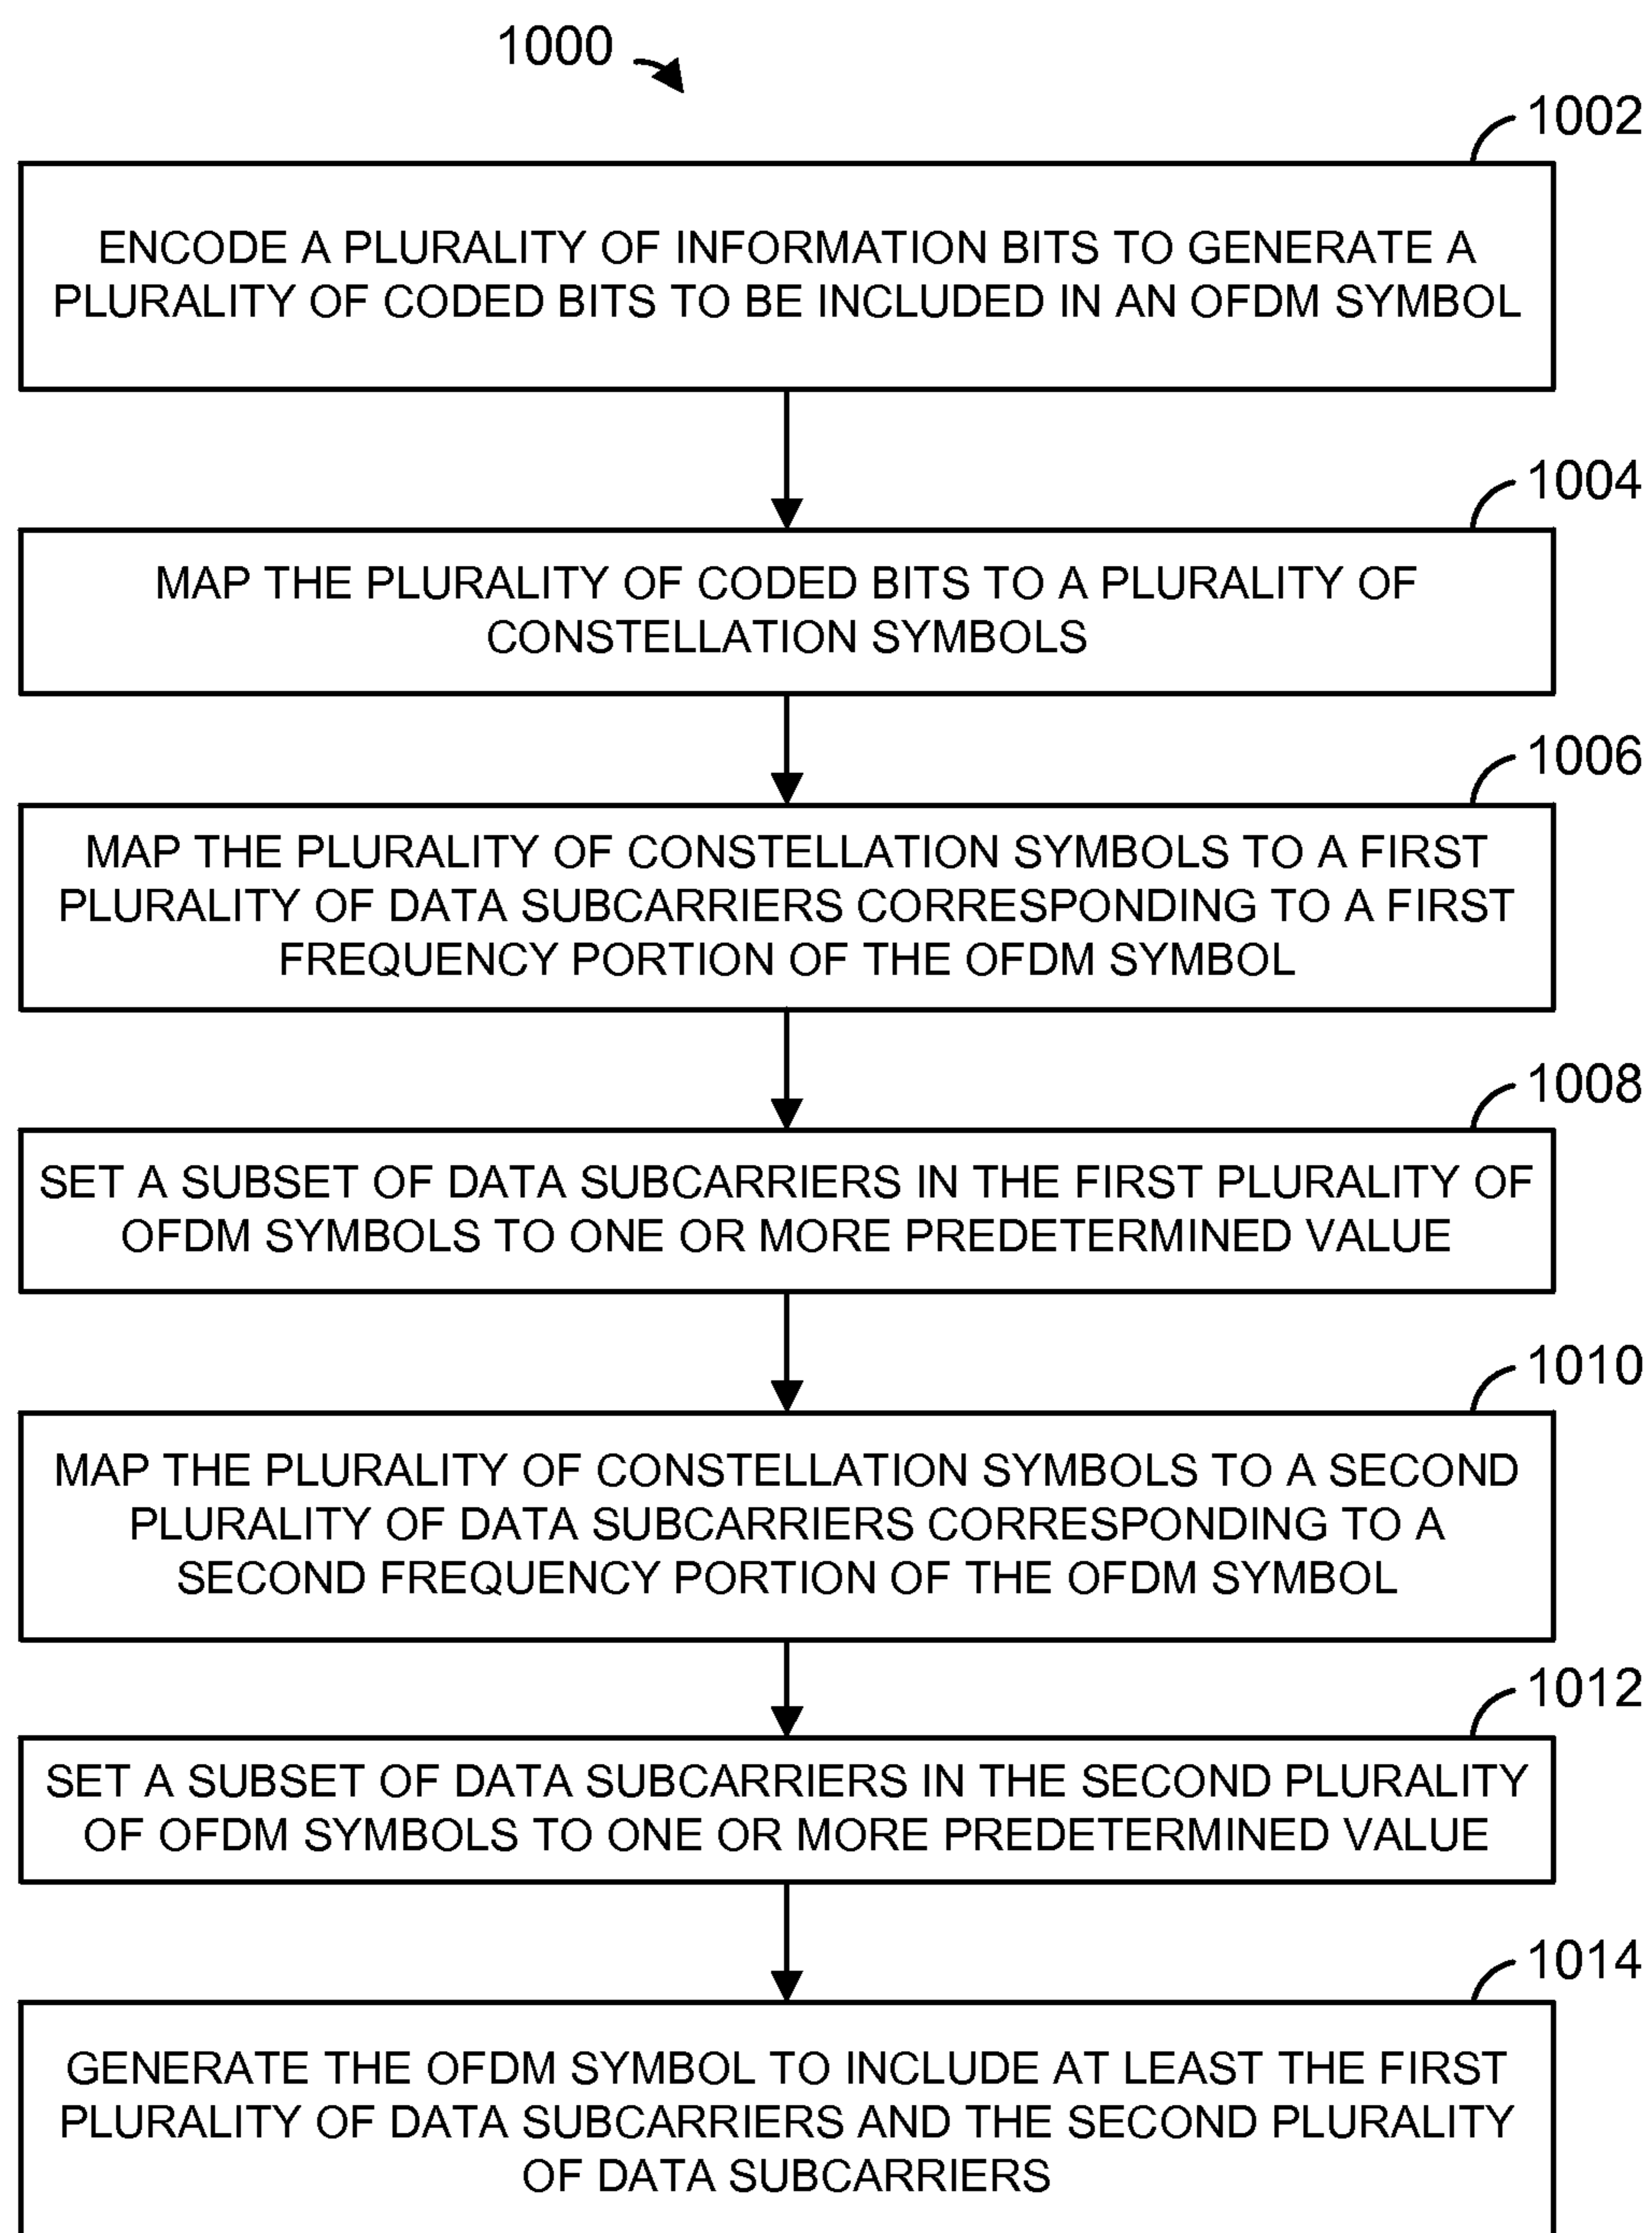 1000
1002
ENCODE A PLURALITY OF INFORMATION BITS TO GENERATE A
PLURALITY OF CODED BITS TO BE INCLUDED IN AN OFDM SYMBOL
1004
MAP THE PLURALITY OF CODED BITS TO A PLURALITY OF
CONSTELLATION SYMBOLS
1006
MAP THE PLURALITY OF CONSTELLATION SYMBOLS TO A FIRST
PLURALITY OF DATA SUBCARRIERS CORRESPONDING TO A FIRST
FREQUENCY PORTION OF THE OFDM SYMBOL
1008
SET A SUBSET OF DATA SUBCARRIERS IN THE FIRST PLURALITY OF
OFDM SYMBOLS TO ONE OR MORE PREDETERMINED VALUE
1010
MAP THE PLURALITY OF CONSTELLATION SYMBOLS TO A SECOND
PLURALITY OF DATA SUBCARRIERS CORRESPONDING TO A
SECOND FREQUENCY PORTION OF THE OFDM SYMBOL
1012
SET A SUBSET OF DATA SUBCARRIERS IN THE SECOND PLURALITY
OF OFDM SYMBOLS TO ONE OR MORE PREDETERMINED VALUE
1014
GENERATE THE OFDM SYMBOL TO INCLUDE AT LEAST THE FIRST
PLURALITY OF DATA SUBCARRIERS AND THE SECOND PLURALITY
OF DATA SUBCARRIERS